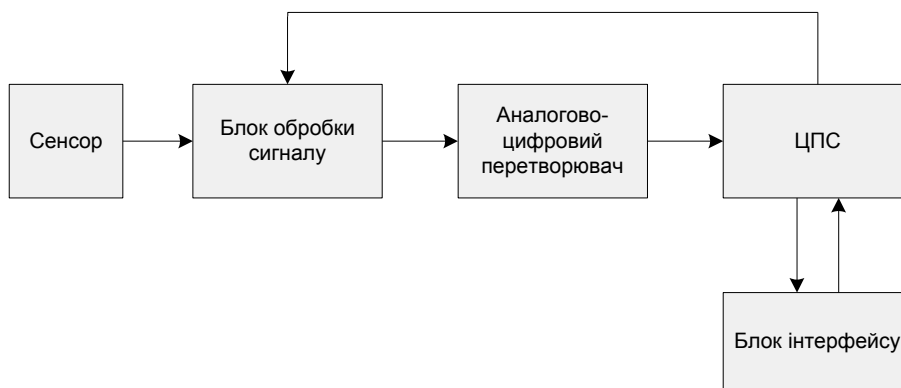 Сенсор
Блок обробки
сигналу
Аналогово-
цифровий
перетворювач
ЦПС
Блок інтерфейсу